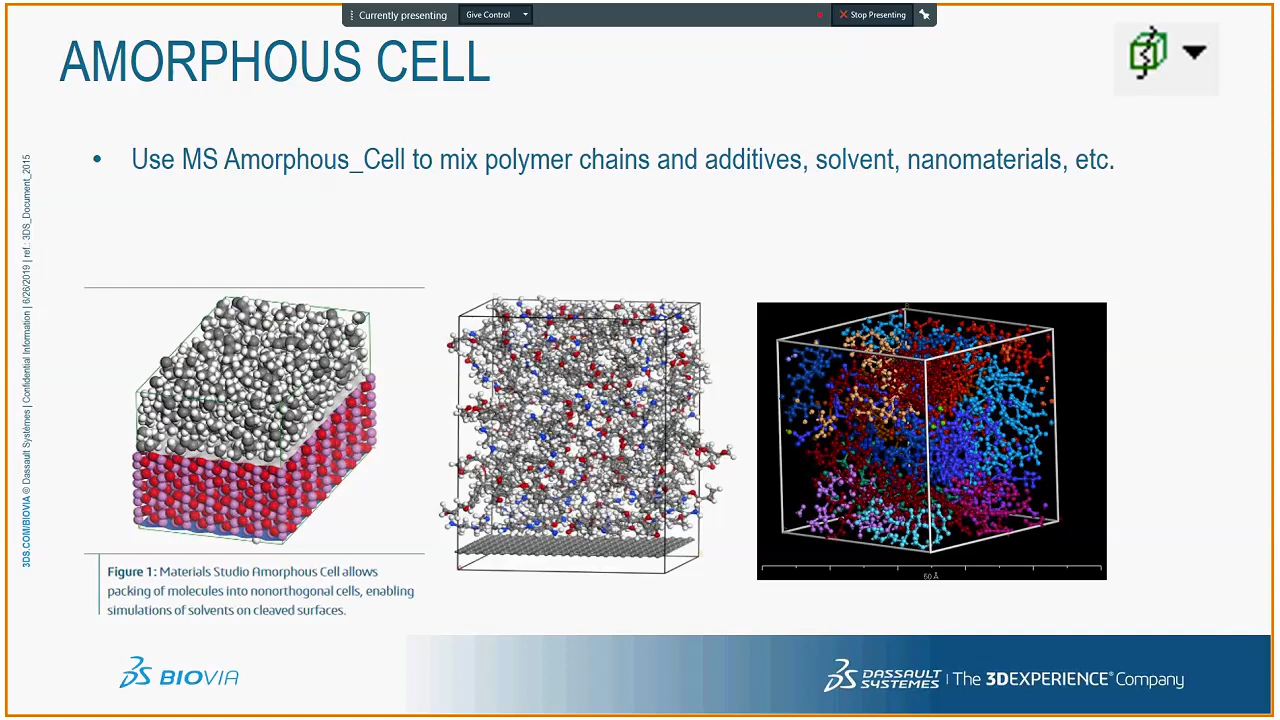 Currently presenting
Give Control
Stop Presenting
AMORPHOUS CELL
• Use MS Amorphous_Cell to mix polymer chains and additives, solvent, nanomaterials, etc.
3DS.COM/BIOVIA © Dassault Systèmes | Confidential Information | 6/26/2019 | ref.: 3DS_Document_2015
Figure 1: Materials Studio Amorphous Cell allows
packing of molecules into nonorthogonal cells, enabling
simulations of solvents on cleaved surfaces.
50 Å
BIOVIA
DASSAULT
SYSTEMES | The 3DEXPERIENCE® Company